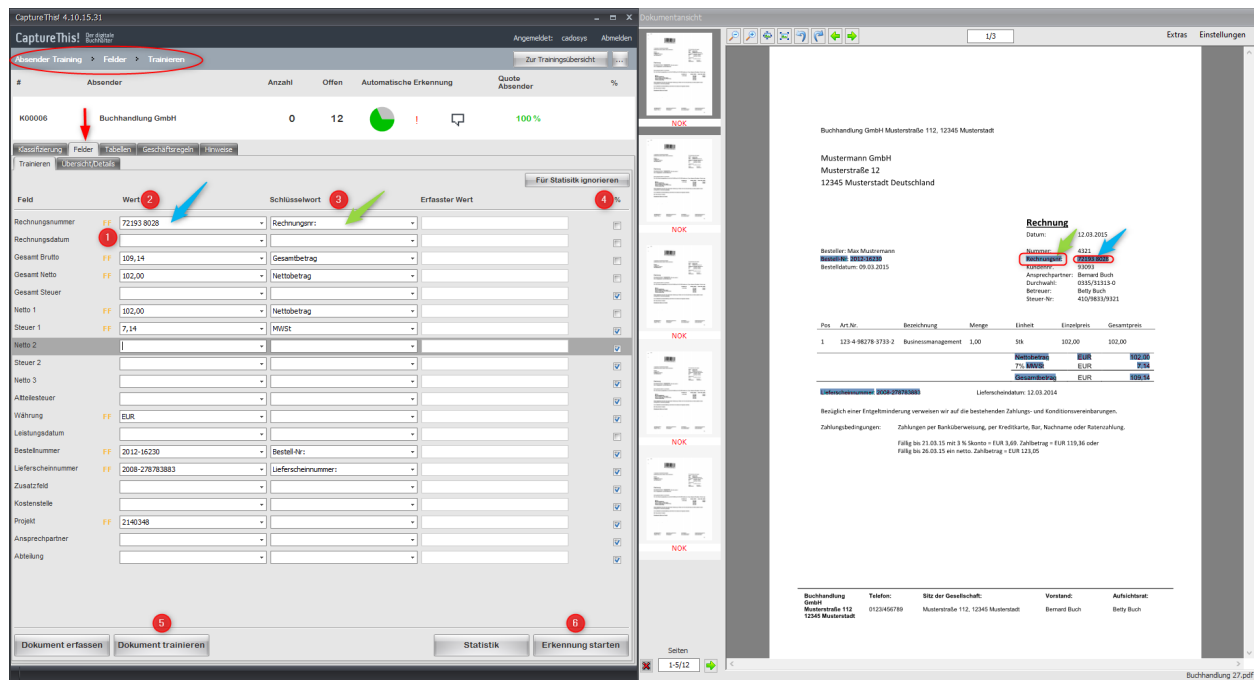 CaptureThis! 4.10.15.31
CaptureThis! Der digitale Buchhalter
Angemeldet: cadosys Abmelden
Absender Training > Felder > Trainieren
Zur Trainingsübersicht ...
# Absender Anzahl Offen Automatische Erkennung Quote Absender %
K00006 Buchhandlung GmbH 0 12 ! 100 %
Klassifizierung Felder Tabellen Geschäftsregeln Hinweise
Trainieren Übersicht/Details
Für Statisitk ignorieren
Feld Wert 2 Schlüsselwort 3 Erfasster Wert 4 %
Rechnungsnummer FF 72193 8028 Rechnungsnr:
1
Rechnungsdatum
Gesamt Brutto FF 109,14 Gesamtbetrag
Gesamt Netto FF 102,00 Nettobetrag
Gesamt Steuer
Netto 1 FF 102,00 Nettobetrag
Steuer 1 FF 7,14 MWSt
Netto 2
Steuer 2
Netto 3
Altteilesteuer
Währung FF EUR
Leistungsdatum
Bestellnummer FF 2012-16230 Bestell-Nr:
Lieferscheinnummer FF 2008-278783883 Lieferscheinnummer:
Zusatzfeld
Kostenstelle
Projekt FF 2140348
Ansprechpartner
Abteilung
5 6
Dokument erfassen Dokument trainieren Statistik Erkennung starten
Dokumentansicht
NOK
NOK
NOK
NOK
NOK
Seiten
1-5/12
1/3 Extras Einstellungen
Buchhandlung GmbH Musterstraße 112, 12345 Musterstadt
Mustermann GmbH
Musterstraße 12
12345 Musterstadt Deutschland
Rechnung
Datum: 12.03.2015
Besteller: Max Mustremann
Bestell-Nr: 2012-16230
Bestelldatum: 09.03.2015
Nummer: 4321
Rechnungsnr: 72193 8028
Kundennr: 93093
Ansprechpartner: Bernard Buch
Durchwahl: 0335/31313-0
Betreuer: Betty Buch
Steuer-Nr: 410/9833/9321
Pos Art.Nr. Bezeichnung Menge Einheit Einzelpreis Gesamtpreis
1 123-4-98278-3733-2 Businessmanagement 1,00 Stk 102,00 102,00
Nettobetrag EUR 102,00
7% MWSt EUR 7,14
Gesamtbetrag EUR 109,14
Lieferscheinnummer: 2008-278783883 Lieferscheindatum: 12.03.2014
Bezüglich einer Entgeltminderung verweisen wir auf die bestehenden Zahlungs- und Konditionsvereinbarungen.
Zahlungsbedingungen: Zahlungen per Banküberweisung, per Kreditkarte, Bar, Nachname oder Ratenzahlung.
Fällig bis 21.03.15 mit 3 % Skonto = EUR 3,69. Zahlbetrag = EUR 119,36 oder
Fällig bis 26.03.15 ein netto. Zahlbetrag = EUR 123,05
Buchhandlung GmbH Telefon: Sitz der Gesellschaft: Vorstand: Aufsichtsrat:
Musterstraße 112 0123/456789 Musterstraße 112, 12345 Musterstadt Bernard Buch Betty Buch
12345 Musterstadt
Buchhandlung 27.pdf